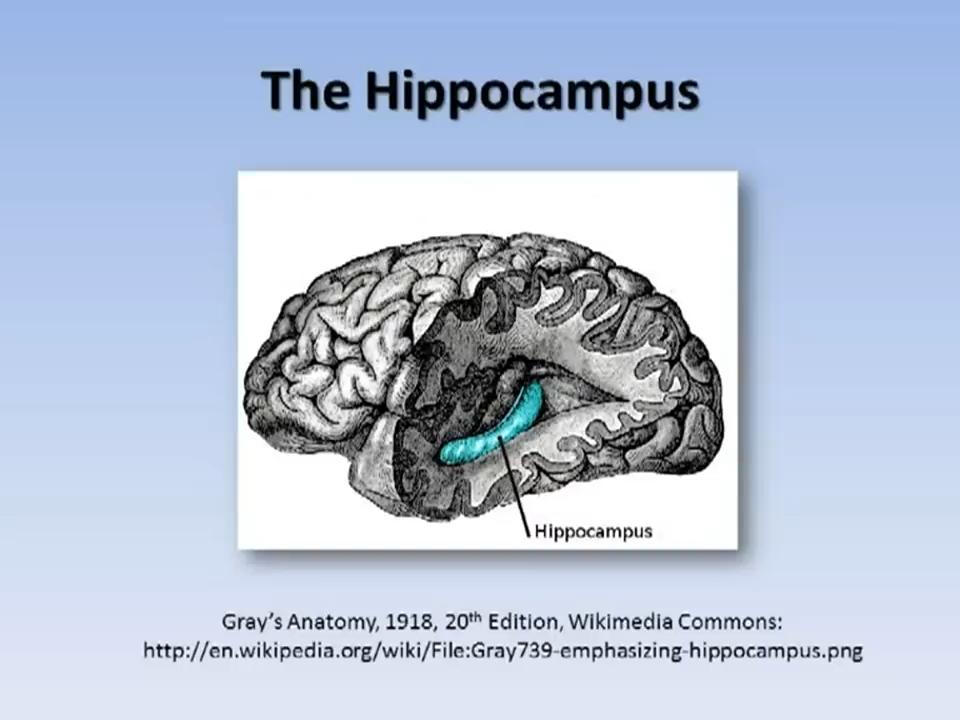 The Hippocampus
Hippocampus
Gray's Anatomy, 1918, 20th Edition, Wikimedia Commons:
http://en.wikipedia.org/wiki/File:Gray739-emphasizing-hippocampus.png